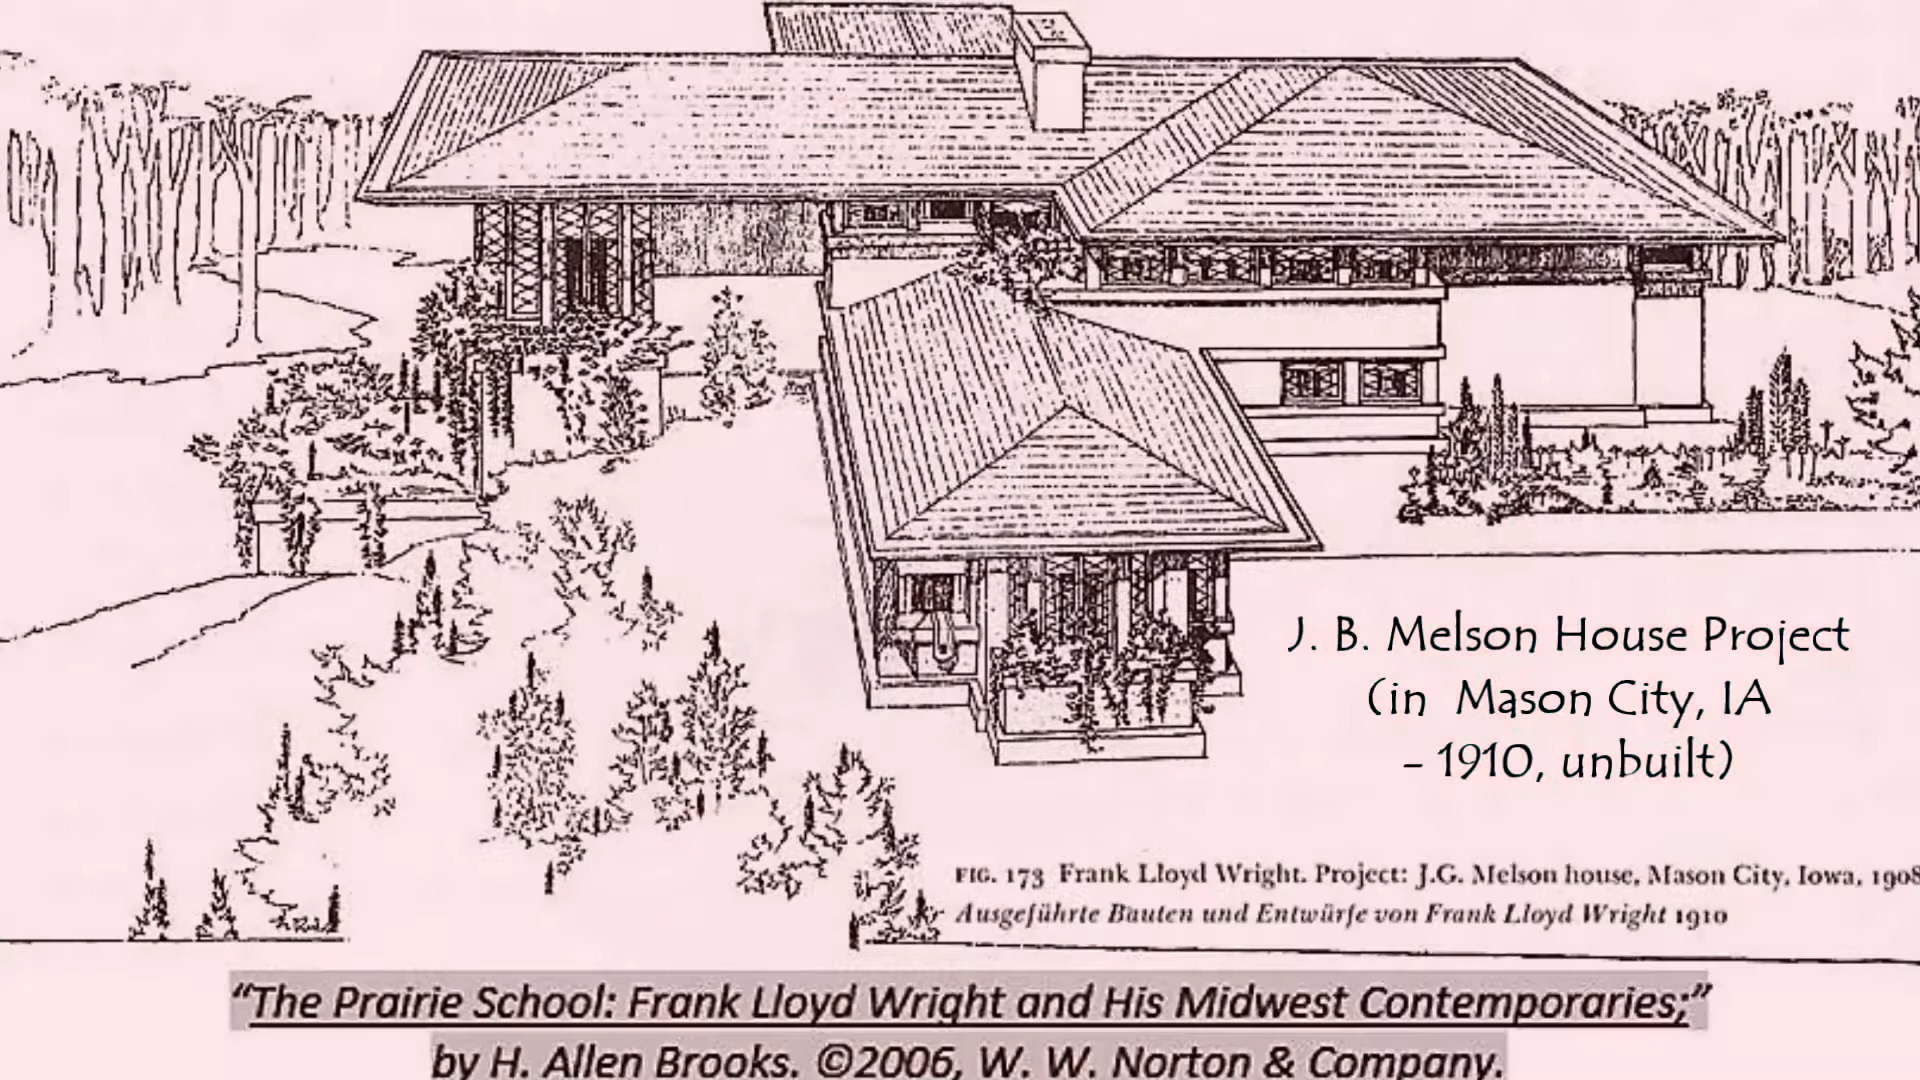 J. B. Melson House Project
(in Mason City, IA
– 1910, unbuilt)
FIG. 173 Frank Lloyd Wright. Project: J.G. Melson house, Mason City, Iowa, 1908
Ausgeführte Bauten und Entwürfe von Frank Lloyd Wright 1910
“The Prairie School: Frank Lloyd Wright and His Midwest Contemporaries;”
by H. Allen Brooks. ©2006, W. W. Norton & Company.